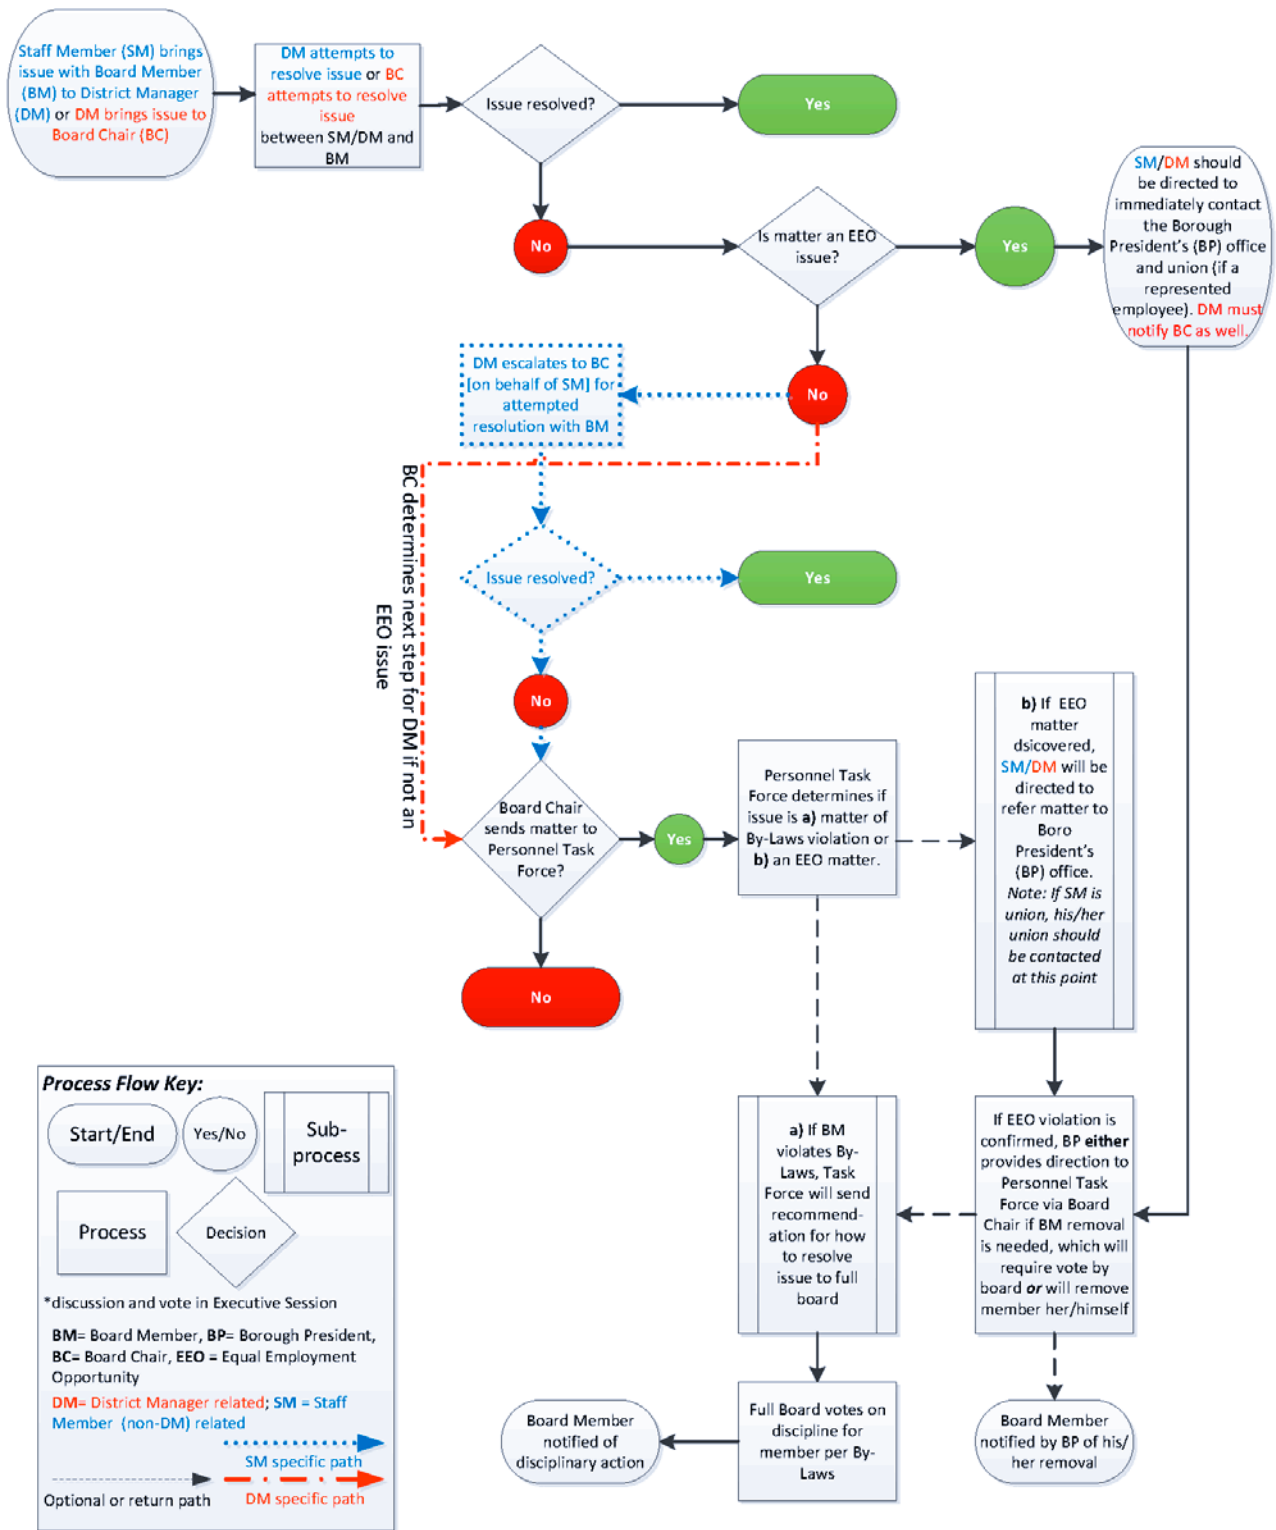 Staff Member (SM) brings
issue with Board Member
(BM) to District Manager
(DM) or DM brings issue to
Board Chair (BC)
DM attempts to
resolve issue or BC
attempts to resolve
issue
between SM/DM and
BM
Issue resolved?
Yes
No
Is matter an EEO
issue?
Yes
SM/DM should
be directed to
immediately contact
the Borough
President's (BP) office
and union (if a
represented
employee). DM must
notify BC as well.
No
DM escalates to BC
[on behalf of SM] for
attempted
resolution with BM
BC determines next step for DM if not an
EEO issue
Issue resolved?
Yes
No
Board Chair
sends matter to
Personnel Task
Force?
Yes
No
Personnel Task
Force determines if
issue is a) matter of
By-Laws violation or
b) an EEO matter.
b) If EEO
matter
dsicovered,
SM/DM will be
directed to
refer matter to
Boro
President's
(BP) office.
Note: If SM is
union, his/her
union should
be contacted
at this point
a) If BM
violates By-
Laws, Task
Force will send
recommend-
ation for how
to resolve
issue to full
board
If EEO violation is
confirmed, BP either
provides direction to
Personnel Task
Force via Board
Chair if BM removal
is needed, which will
require vote by
board or will remove
member her/himself
Full Board votes on
discipline for
member per By-
Laws
Board Member
notified of
disciplinary action
Board Member
notified by BP of his/
her removal
Process Flow Key:
Start/End
Yes/No
Sub-
process
Process
Decision
*discussion and vote in Executive Session
BM= Board Member, BP= Borough President,
BC= Board Chair, EEO = Equal Employment
Opportunity
DM= District Manager related; SM = Staff
Member (non-DM) related
SM specific path
Optional or return path
DM specific path